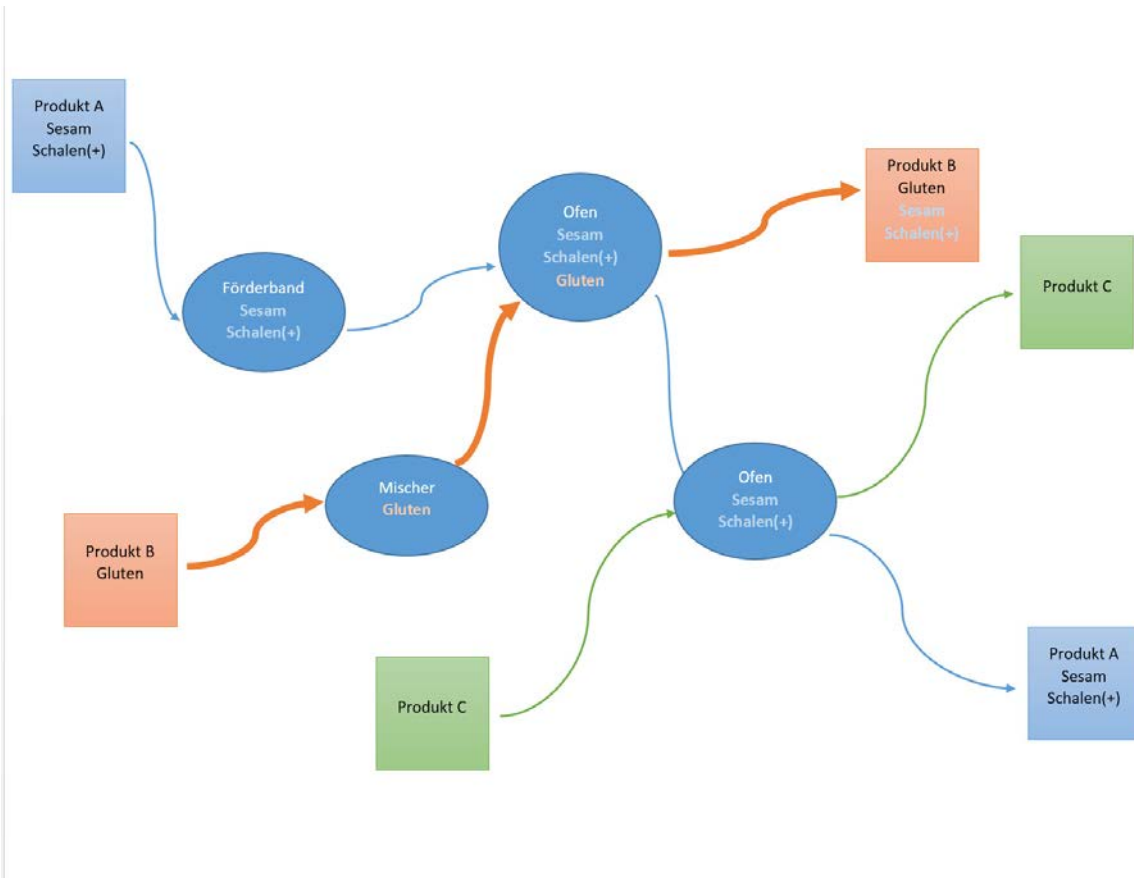 Produkt A
Sesam
Schalen(+)
Ofen
Sesam
Schalen(+)
Gluten
Produkt B
Gluten
Sesam
Schalen(+)
Förderband
Sesam
Schalen(+)
Produkt C
Mischer
Gluten
Ofen
Sesam
Schalen(+)
Produkt B
Gluten
Produkt C
Produkt A
Sesam
Schalen(+)